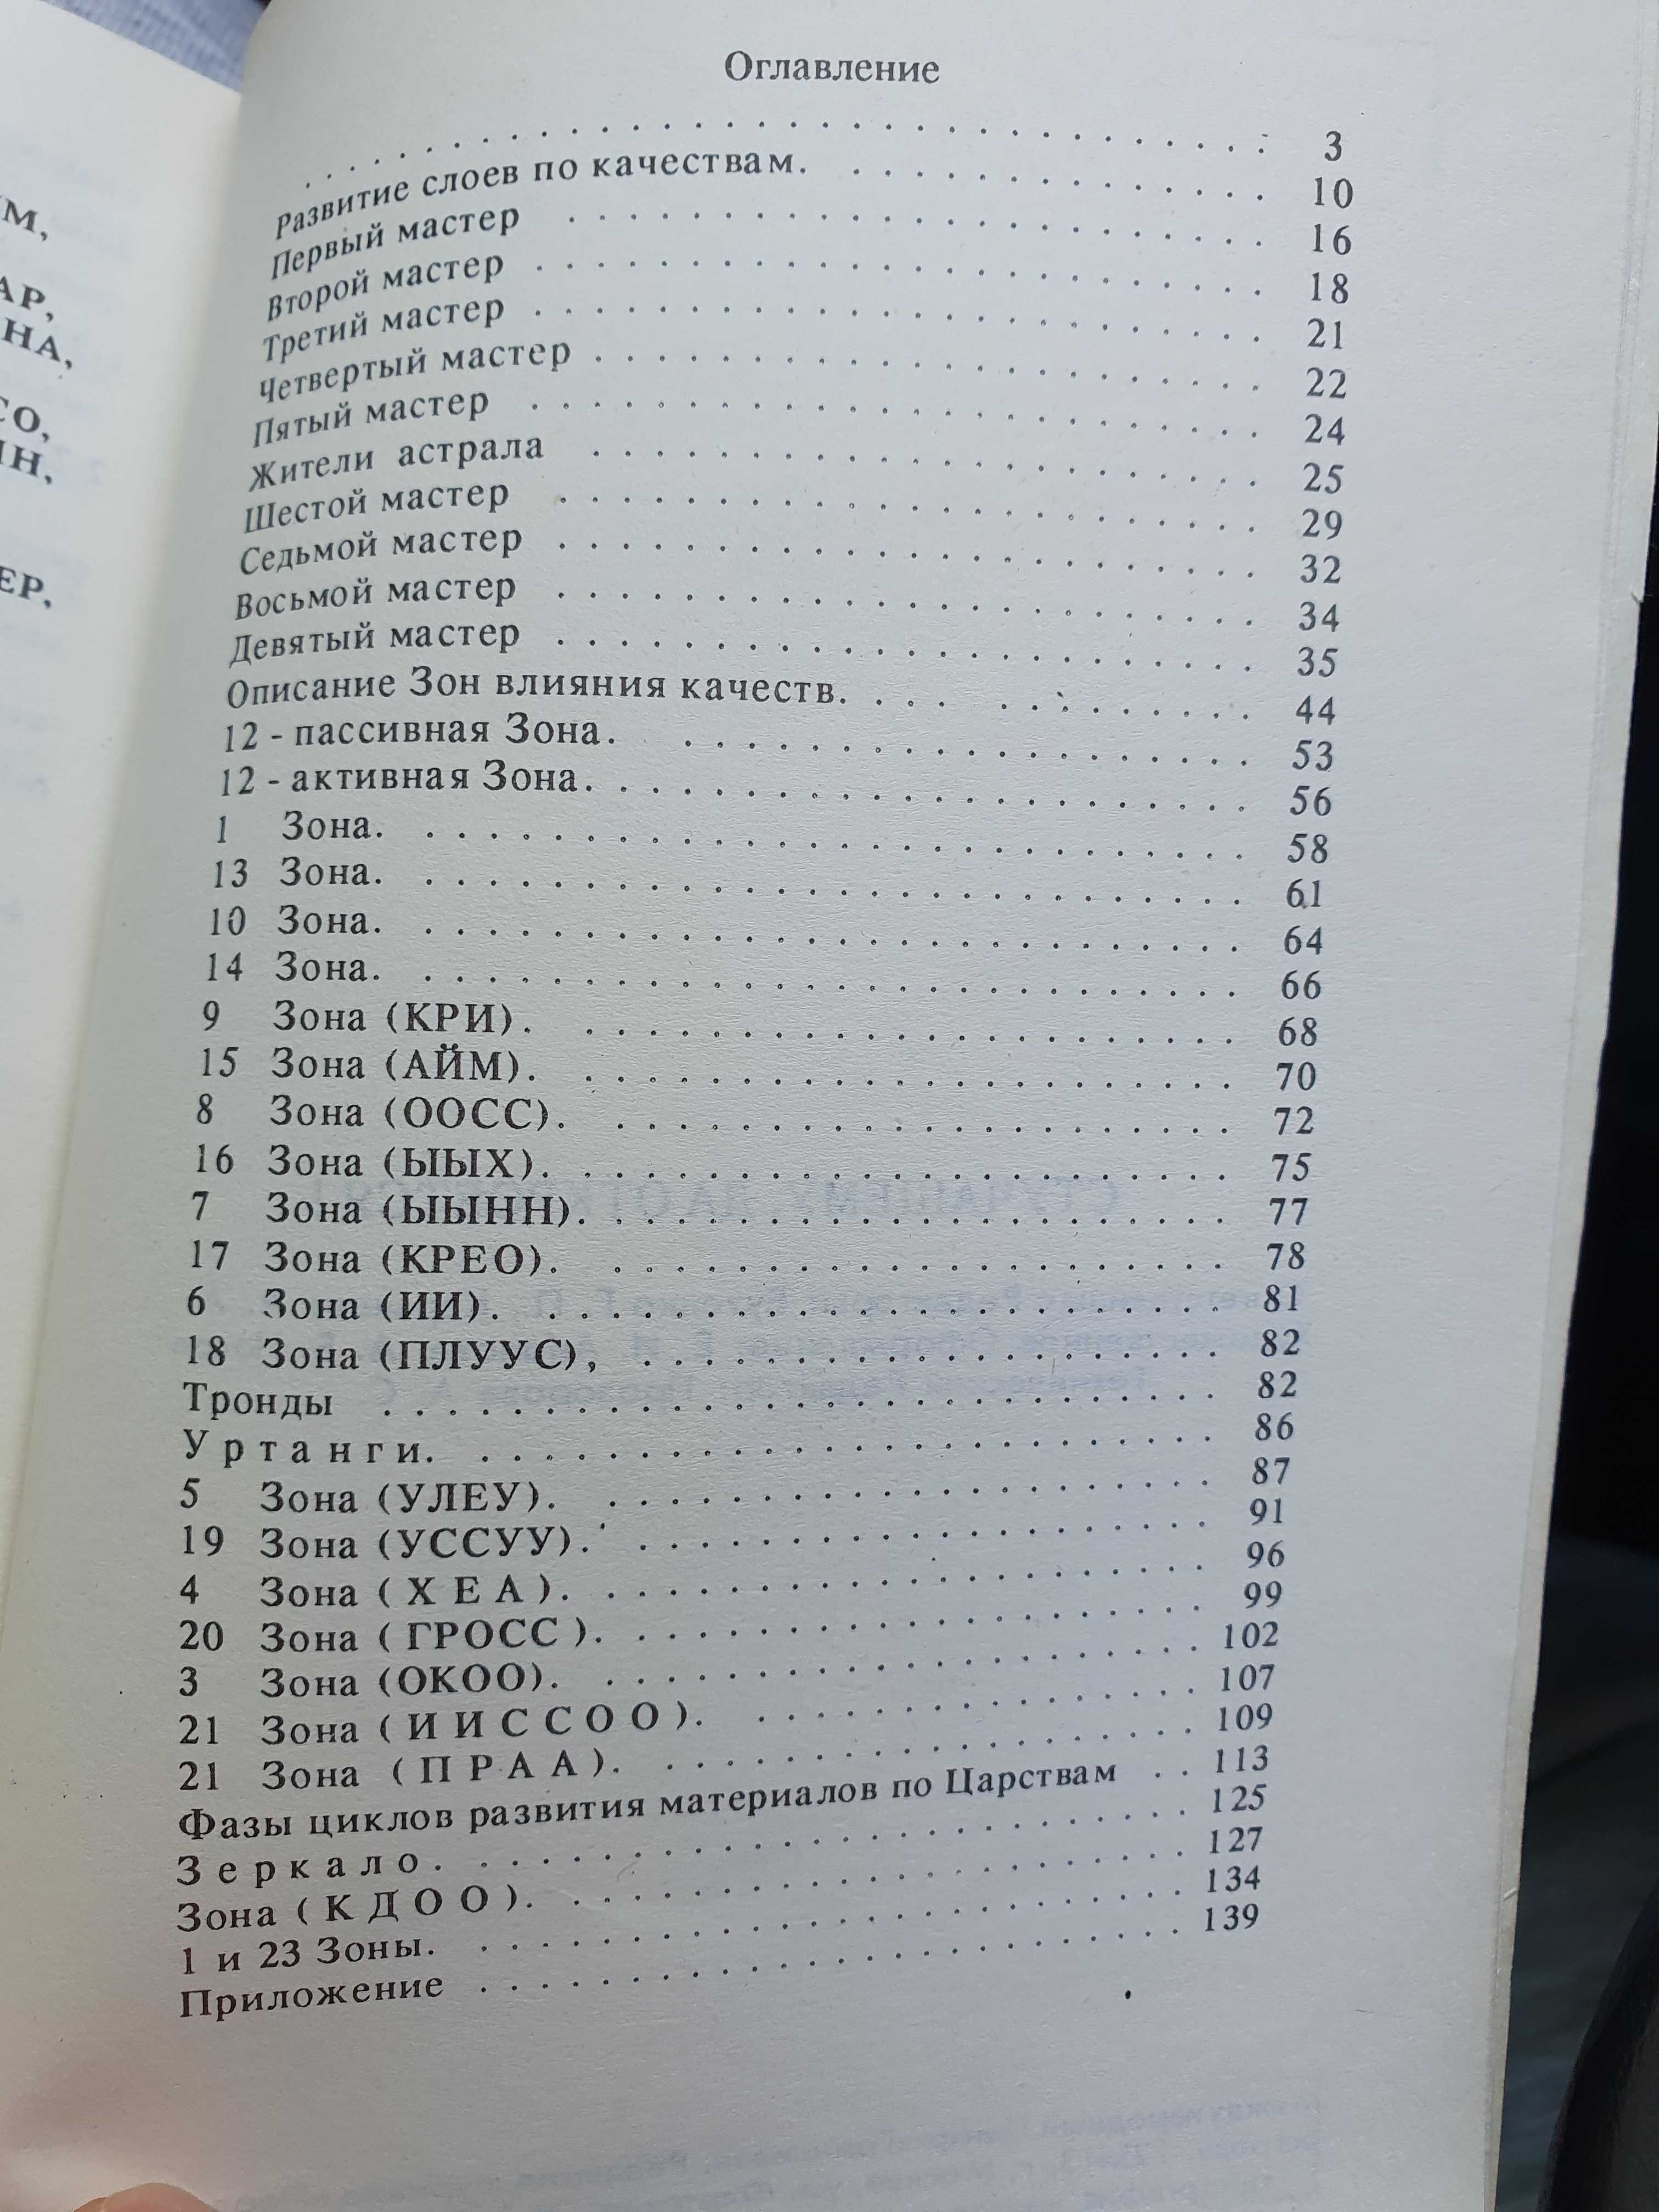 М,
АР,
НА,
СО,
ЕР.
Оглавление
. . . . . . . . . . . . . . . . . . . . 3
Развитие слоев по качествам. . . . . . . . . . 10
Первый мастер . . . . . . . . . . . . . . . 16
Второй мастер . . . . . . . . . . . . . . . 18
Третий мастер . . . . . . . . . . . . . . . 21
Четвертый мастер . . . . . . . . . . . . . . 22
Пятый мастер . . . . . . . . . . . . . . . 24
Жители астрала . . . . . . . . . . . . . . 25
Шестой мастер . . . . . . . . . . . . . . . 29
Седьмой мастер . . . . . . . . . . . . . . . 32
Восьмой мастер . . . . . . . . . . . . . . . 34
Девятый мастер . . . . . . . . . . . . . . . 35
Описание Зон влияния качеств. . . . . . . . . 44
12 - пассивная Зона. . . . . . . . . . . . . 53
12 - активная Зона. . . . . . . . . . . . . . 56
1 Зона. . . . . . . . . . . . . . . . . . 58
13 Зона. . . . . . . . . . . . . . . . . . 61
10 Зона. . . . . . . . . . . . . . . . . . 64
14 Зона. . . . . . . . . . . . . . . . . . 66
9 Зона (КРИ). . . . . . . . . . . . . . . 68
15 Зона (АЙМ). . . . . . . . . . . . . . . 70
8 Зона (ООСС). . . . . . . . . . . . . . . 72
16 Зона (ЫЫХ). . . . . . . . . . . . . . . 75
7 Зона (ЫЫНН). . . . . . . . . . . . . . . 77
17 Зона (КРЕО). . . . . . . . . . . . . . . 78
6 Зона (ИИ). . . . . . . . . . . . . . . . 81
18 Зона (ПЛУУС), . . . . . . . . . . . . . . 82
Тронды . . . . . . . . . . . . . . . . . . 82
Уртанги. . . . . . . . . . . . . . . . . . 86
5 Зона (УЛЕУ). . . . . . . . . . . . . . . 87
19 Зона (УССУУ). . . . . . . . . . . . . . . 91
4 Зона (ХЕА). . . . . . . . . . . . . . . 96
20 Зона (ГРОСС). . . . . . . . . . . . . . . 99
3 Зона (ОКОО). . . . . . . . . . . . . . . 102
21 Зона (ИИССОО). . . . . . . . . . . . . . 107
21 Зона (ПРАА). . . . . . . . . . . . . . . 109
Фазы циклов развития материалов по Царствам . . 113
Зеркало. . . . . . . . . . . . . . . . . . 125
Зона (КДОО). . . . . . . . . . . . . . . . 127
1 и 23 Зоны. . . . . . . . . . . . . . . . 134
Приложение . . . . . . . . . . . . . . . . 139